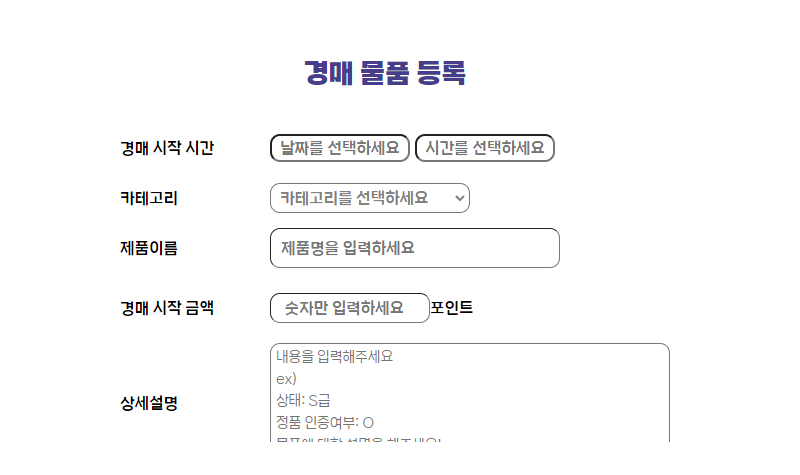 경매 물품 등록
경매 시작 시간 날짜를 선택하세요 시간를 선택하세요
카테고리 카테고리를 선택하세요
제품이름 제품명을 입력하세요
경매 시작 금액 숫자만 입력하세요 포인트
내용을 입력해주세요
ex)
상태: S급
상세설명
정품 인증여부: O